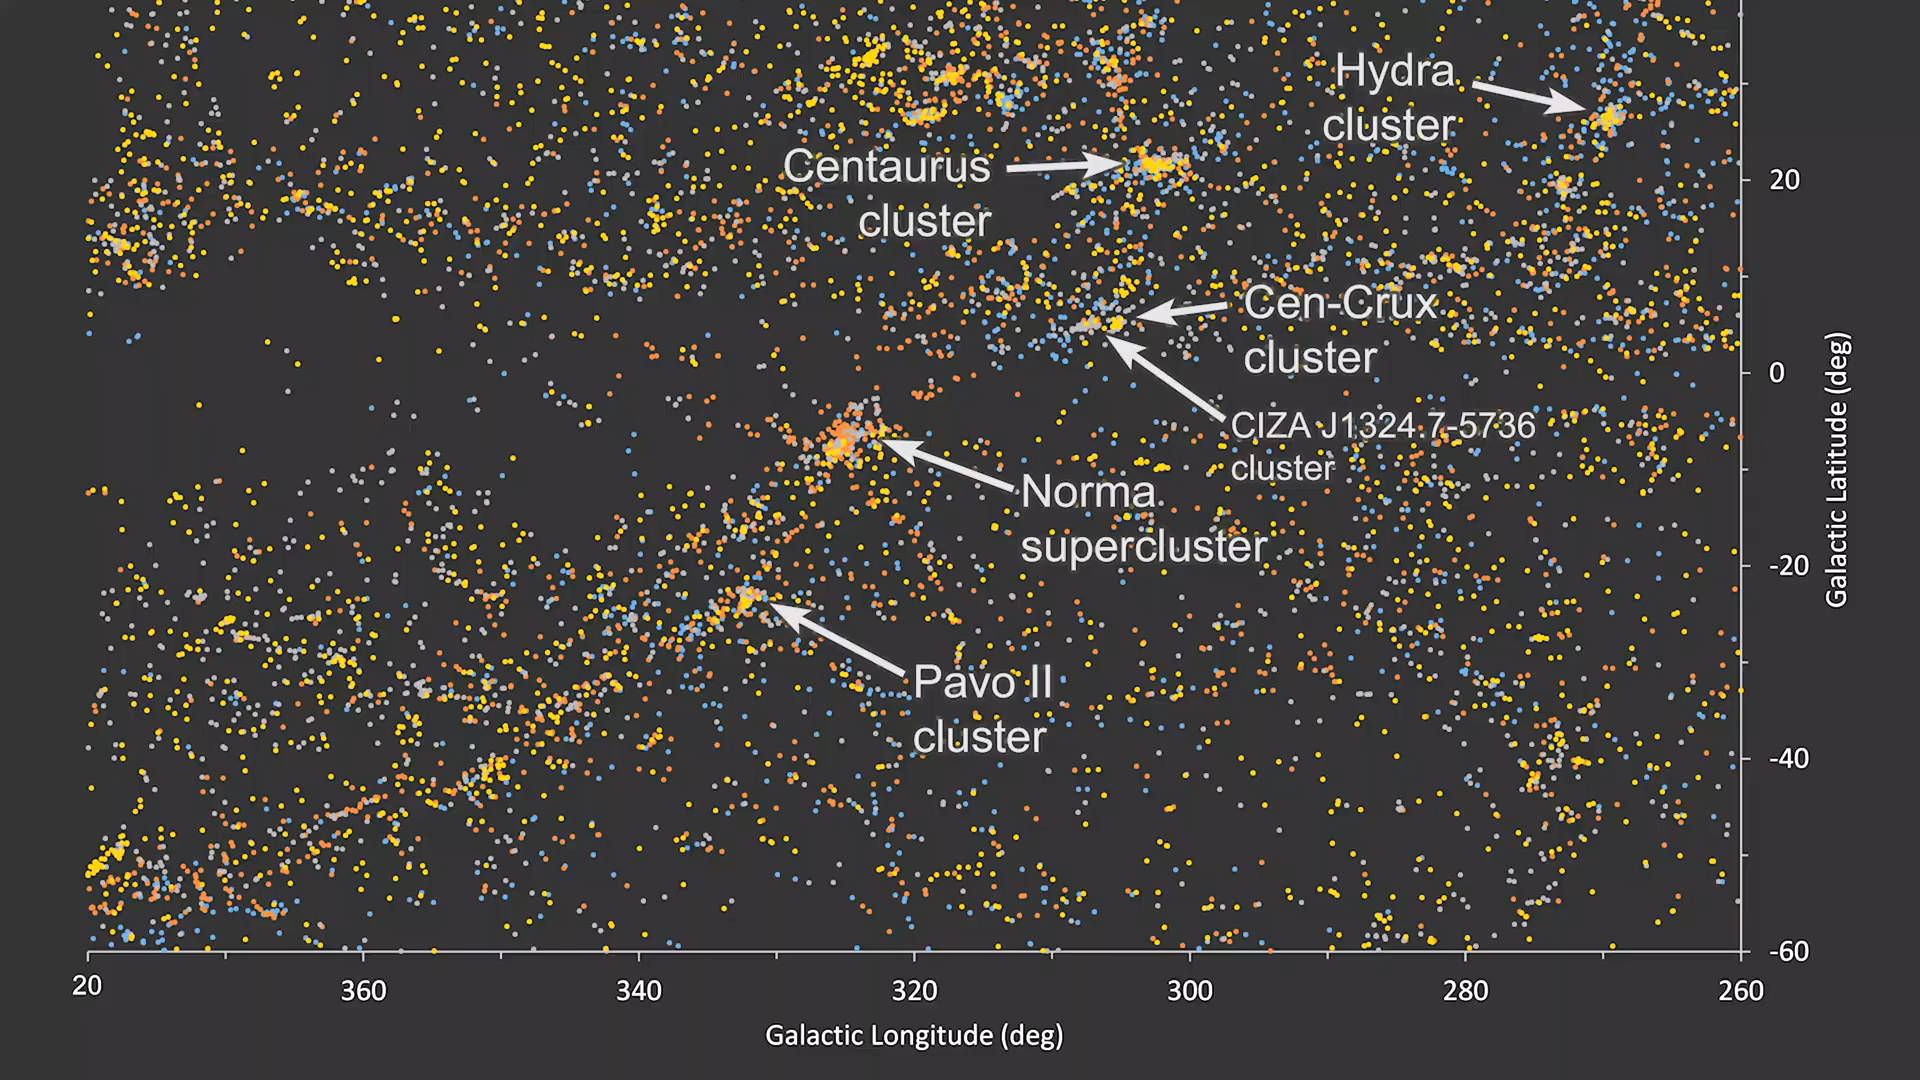 Hydra
cluster
Centaurus
cluster
20
Cen-Crux
cluster
0
CIZA J1324.7-5736
cluster
Norma
supercluster
-20
Galactic Latitude (deg)
Pavo II
cluster
-40
-60
20
360
340
320
300
280
260
Galactic Longitude (deg)